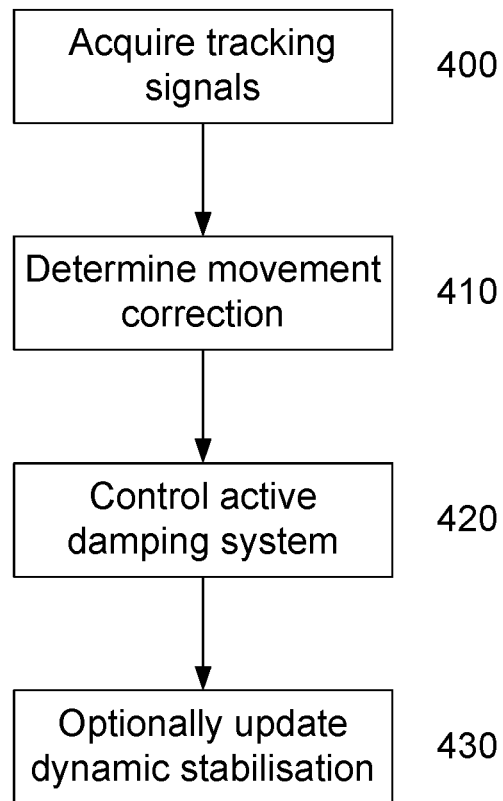 Acquire tracking
signals
400
Determine movement
correction
410
Control active
damping system
420
Optionally update
dynamic stabilisation
430